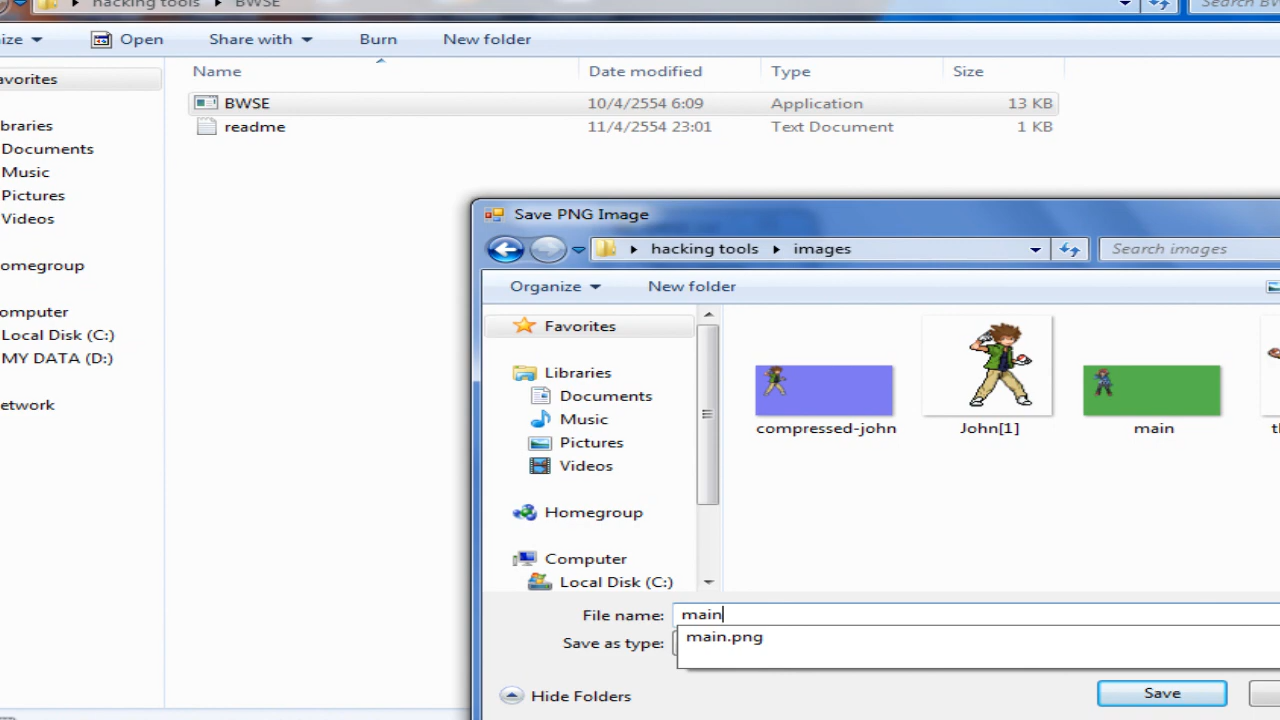 hacking tools BWSE
Search BW
ize Open Share with Burn New folder
Name Date modified Type Size
avorites
BWSE 10/4/2554 6:09 Application 13 KB
readme 11/4/2554 23:01 Text Document 1 KB
braries
Documents
Music
Pictures
Videos
omegroup
omputer
Local Disk (C:)
MY DATA (D:)
etwork
Save PNG Image
hacking tools images Search images
Organize New folder
Favorites
Libraries
Documents
Music
Pictures
Videos
Homegroup
Computer
Local Disk (C:)
compressed-john John[1] main
File name: main
Save as type:
main.png
Hide Folders Save